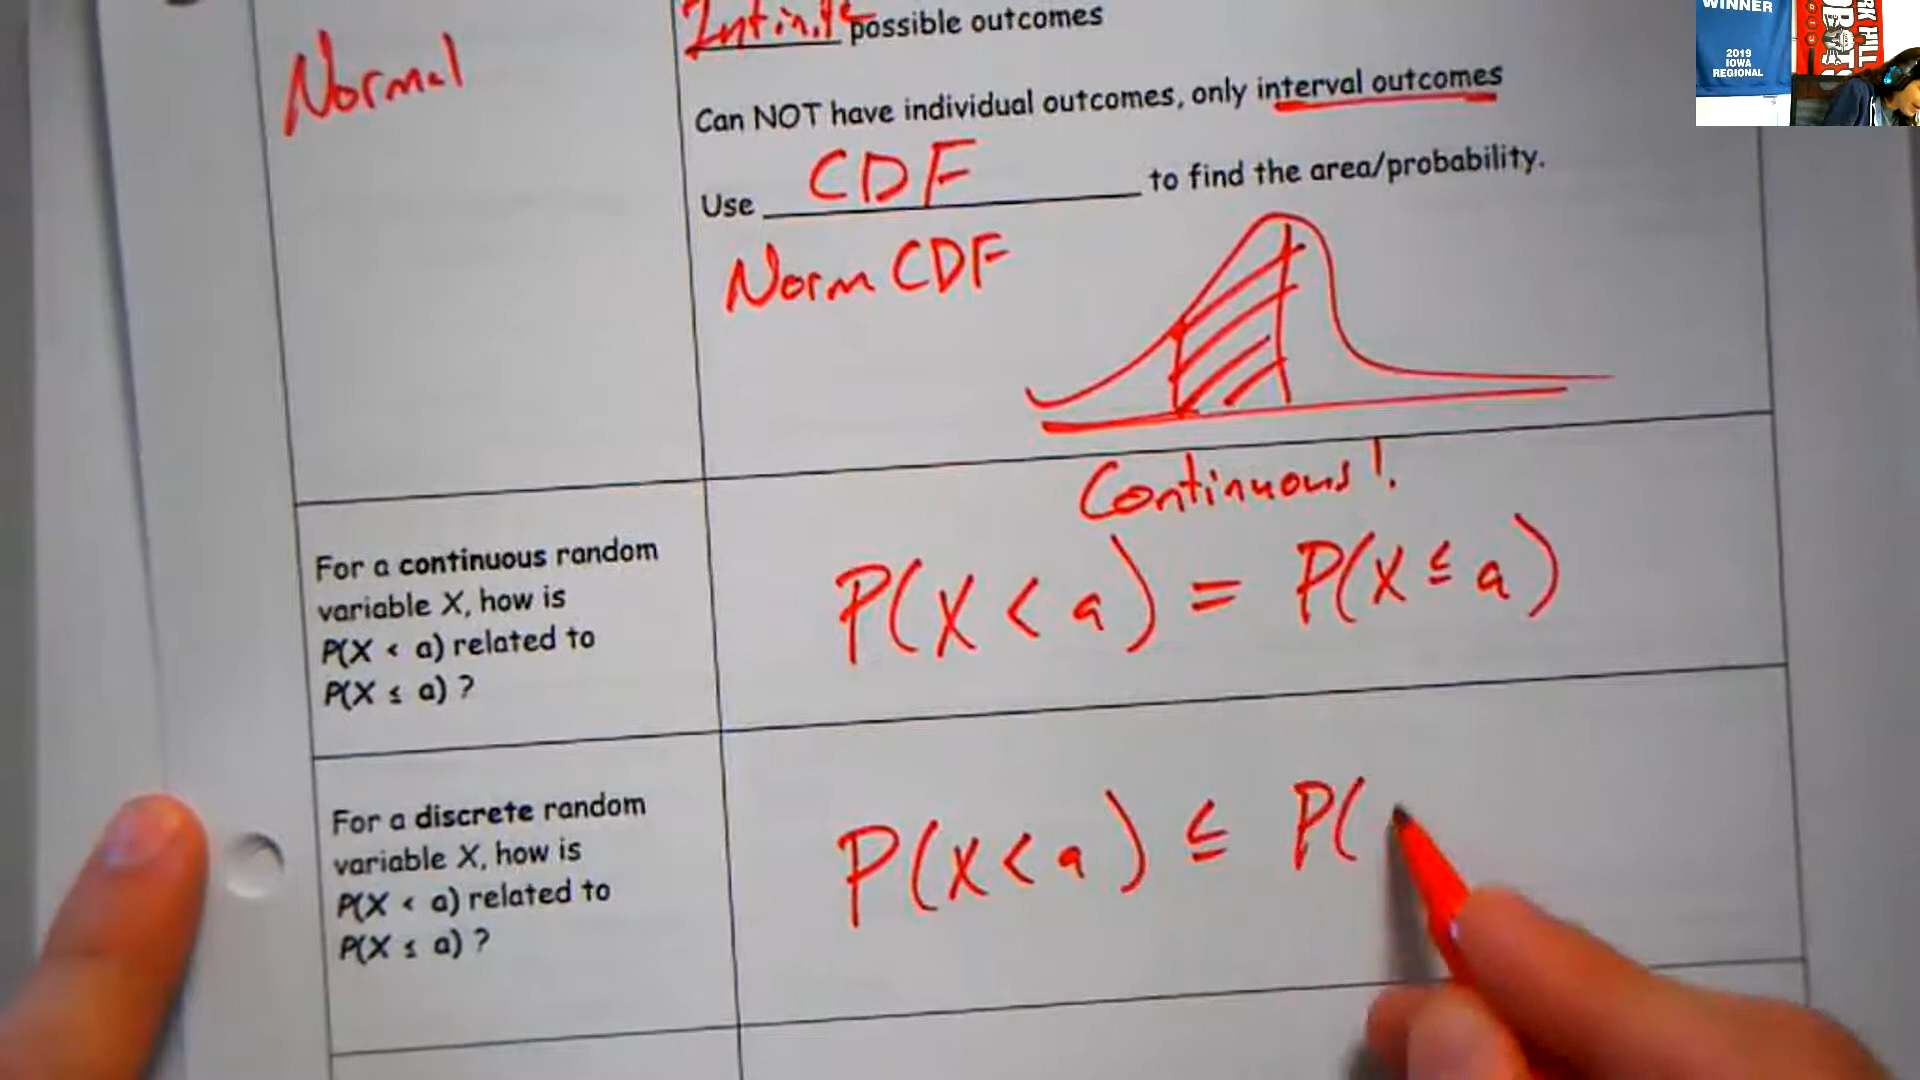 Infinite possible outcomes
Normal
Can NOT have individual outcomes, only interval outcomes
Use CDF to find the area/probability.
Norm CDF
Continuous!
For a continuous random
variable X, how is
P(X < a) related to
P(X ≤ a) ?
P(X < a) = P(X ≤ a)
For a discrete random
variable X, how is
P(X < a) related to
P(X ≤ a) ?
P(X < a) ≤ P(
WINNER
2019
IOWA
REGIONAL